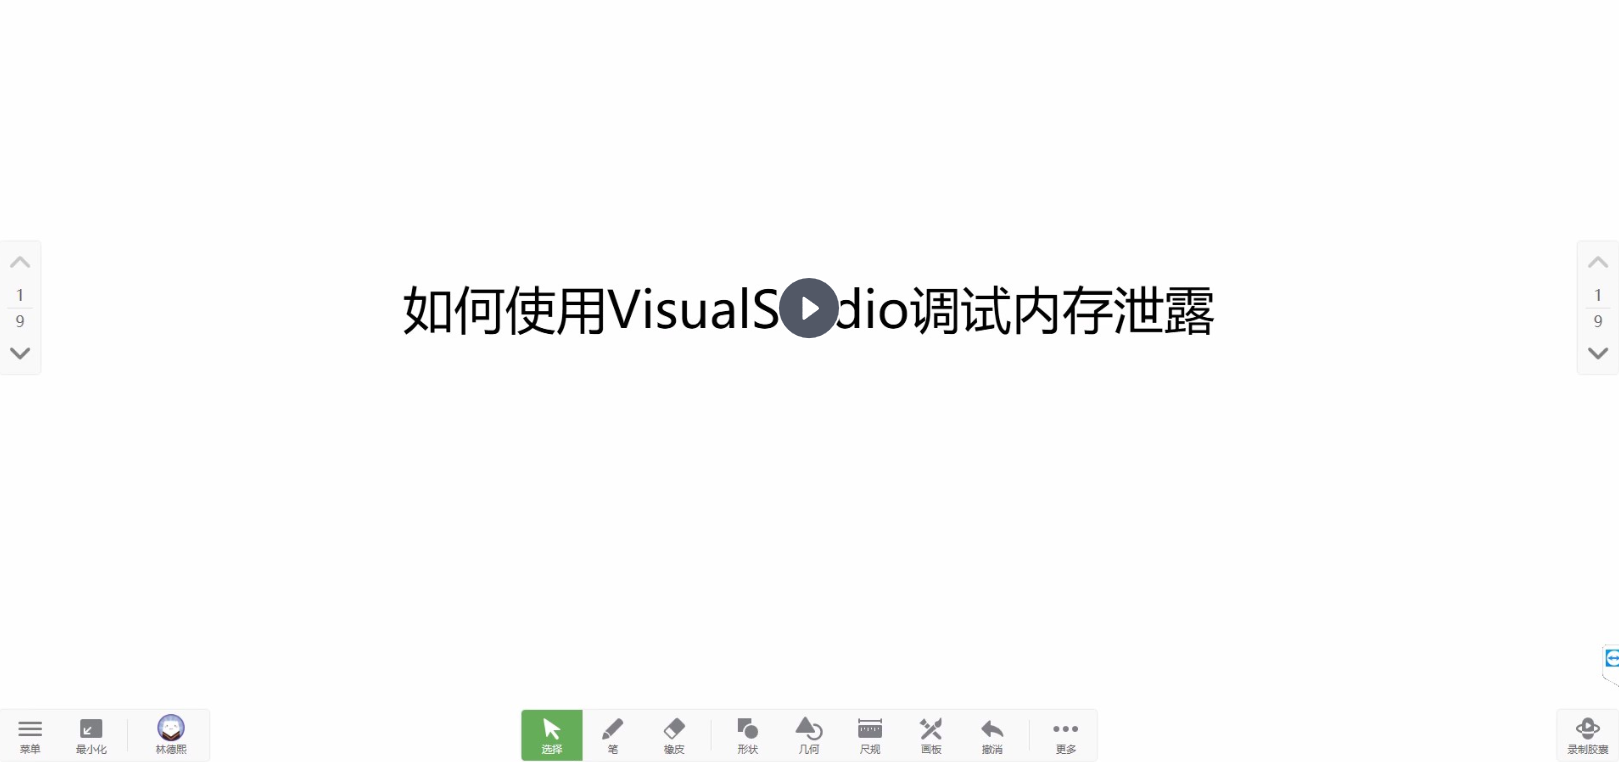 如何使用VisualS dio调试内存泄露
1
9
1
9
菜单
最小化
林德熙
选择
笔
橡皮
形状
几何
尺规
画板
撤消
更多
录制胶囊